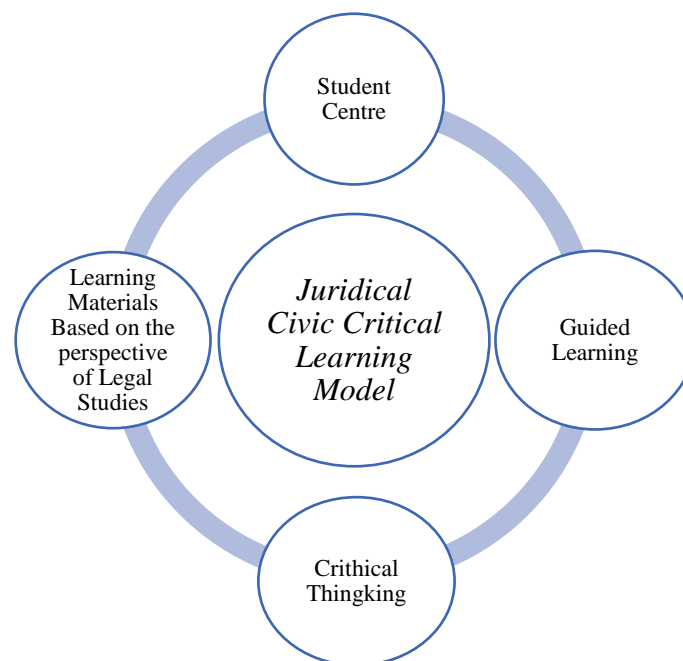 Student
Centre
Learning
Materials
Based on the
perspective
of Legal
Studies
Juridical
Civic Critical
Learning
Model
Guided
Learning
Crithical
Thingking